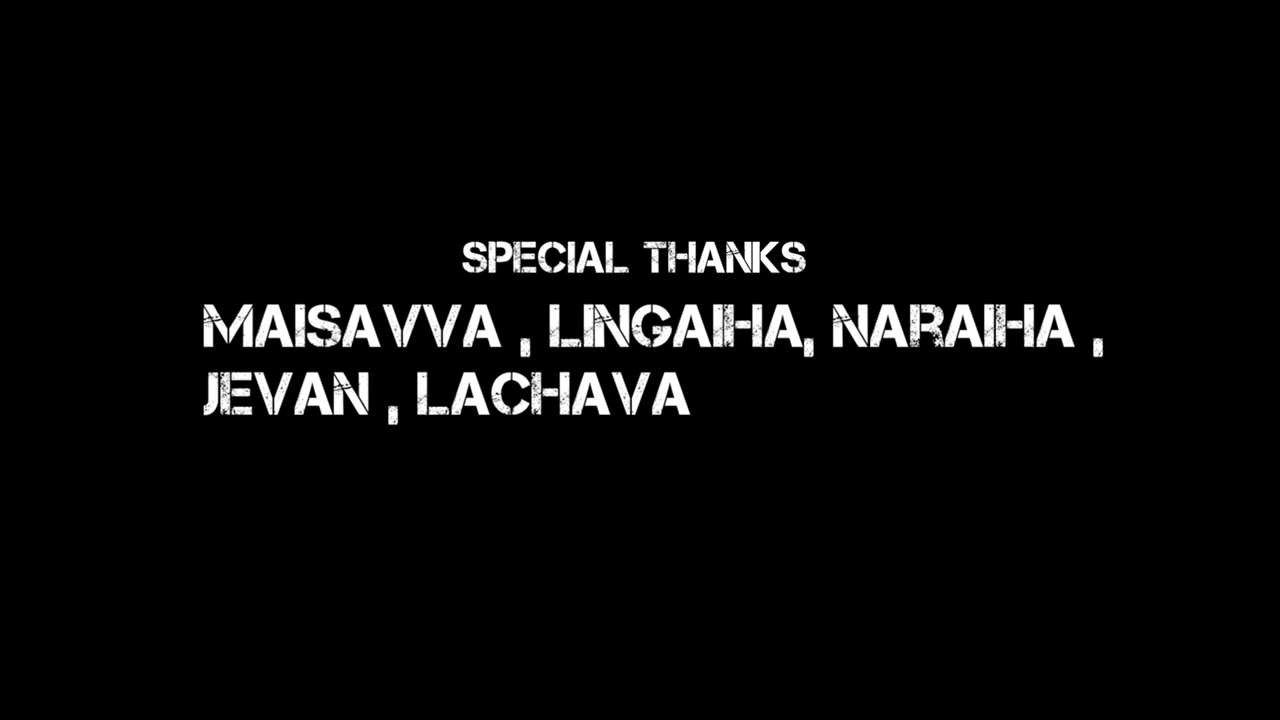 SPECIAL THANKS
MAISAVVA , LINGAIHA, NARAIHA ,
JEVAN , LACHAVA